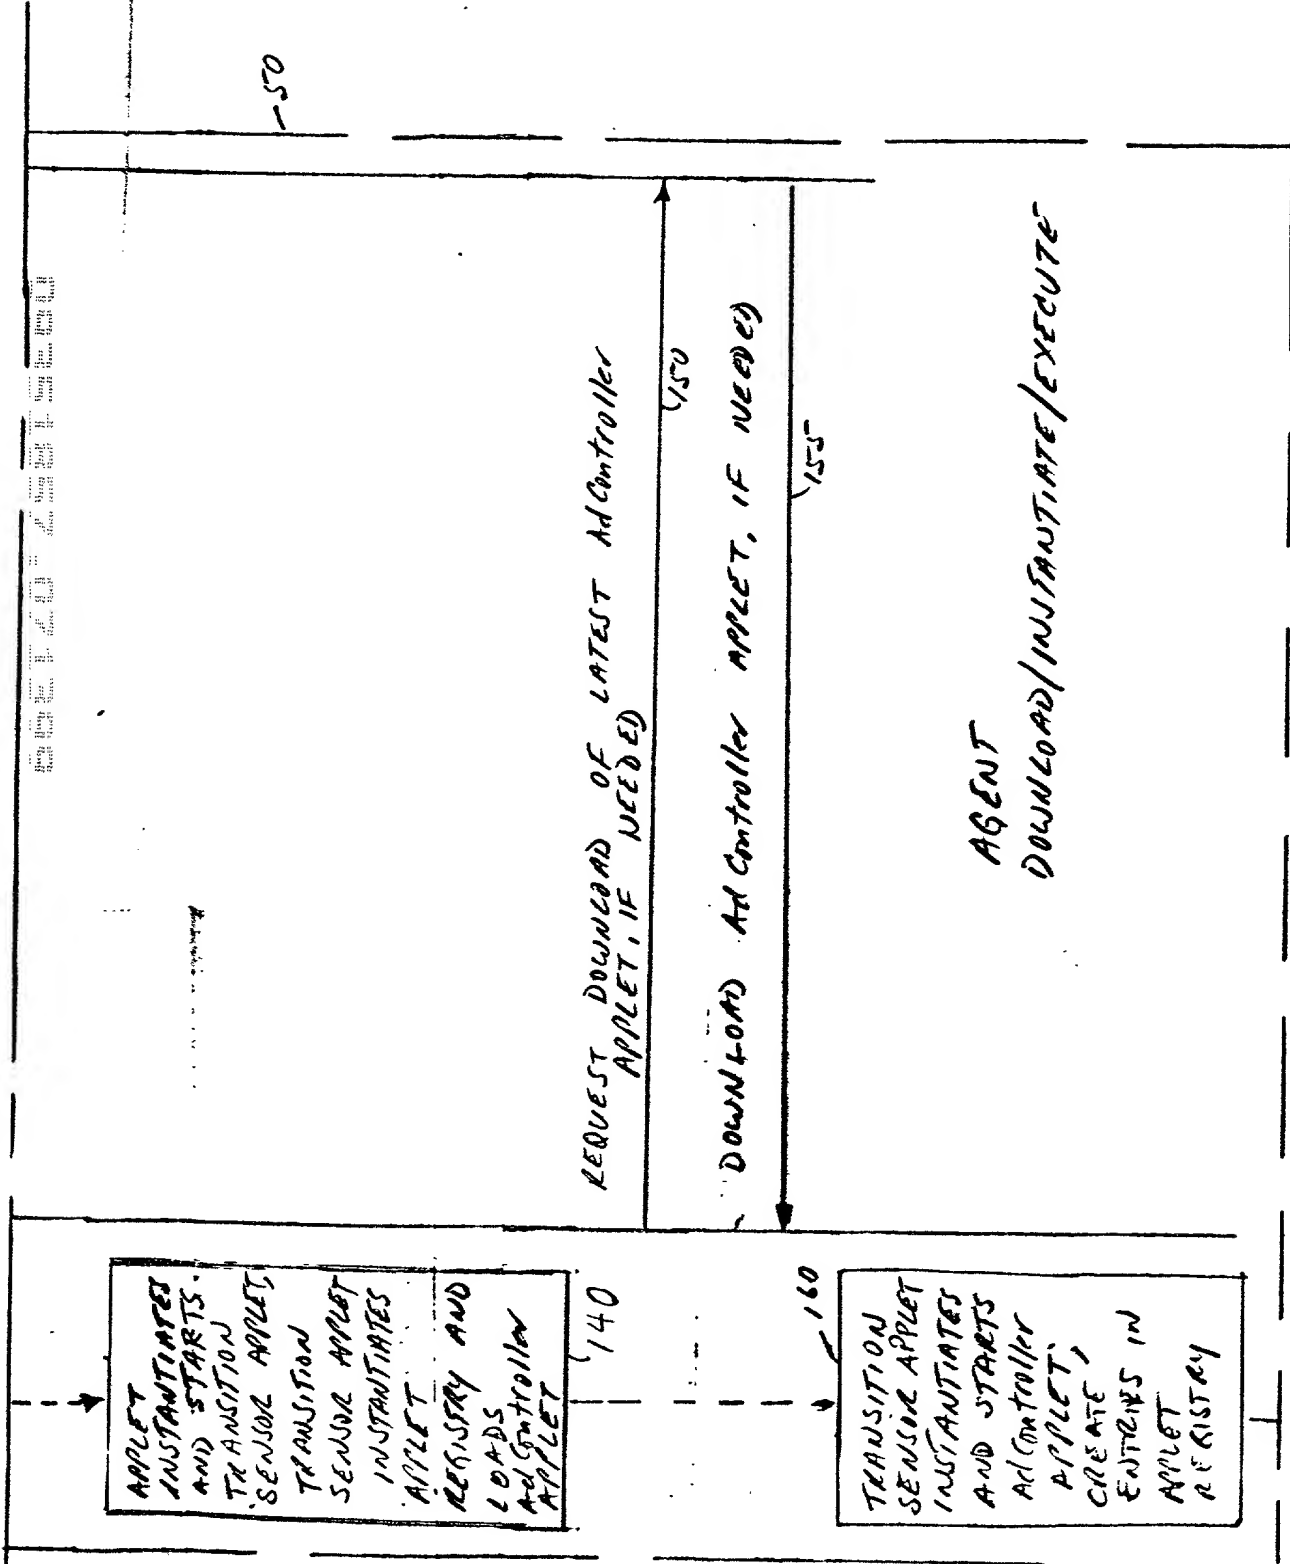 APPLET
INSTANTIATES
AND STARTS
TRANSITION
SENSOR APPLET,
TRANSITION
SENSOR APPLET
INSTANTIATES
APPLET
REGISTRY AND
LOADS
AdController
APPLET
140
REQUEST DOWNLOAD OF LATEST AdController
APPLET, IF NEEDED
150
DOWNLOAD AdController APPLET, IF NEEDED
155
160
TRANSITION
SENSOR APPLET
INSTANTIATES
AND STARTS
AdController
APPLET,
CREATE
ENTRIES IN
APPLET
REGISTRY
AGENT
DOWNLOAD/INSTANTIATE/EXECUTE
50